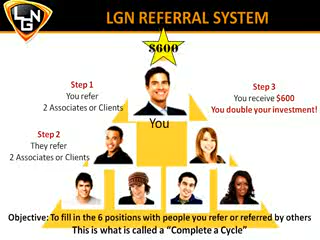 LGN
LGN REFERRAL SYSTEM
$600
Step 1
You refer
2 Associates or Clients
Step 3
You receive $600
You double your investment!
You
Step 2
They refer
2 Associates or Clients
Objective: To fill in the 6 positions with people you refer or referred by others
This is what is called a “Complete a Cycle”